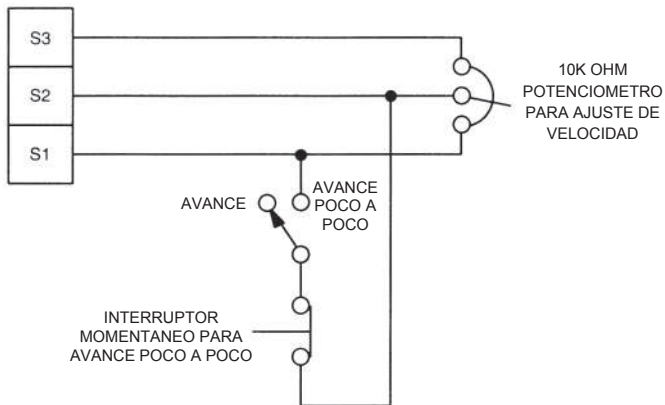 S3
S2
S1
10K OHM
POTENCIOMETRO
PARA AJUSTE DE
VELOCIDAD
AVANCE
AVANCE
POCO A
POCO
INTERRUPTOR
MOMENTANEO PARA
AVANCE POCO A POCO